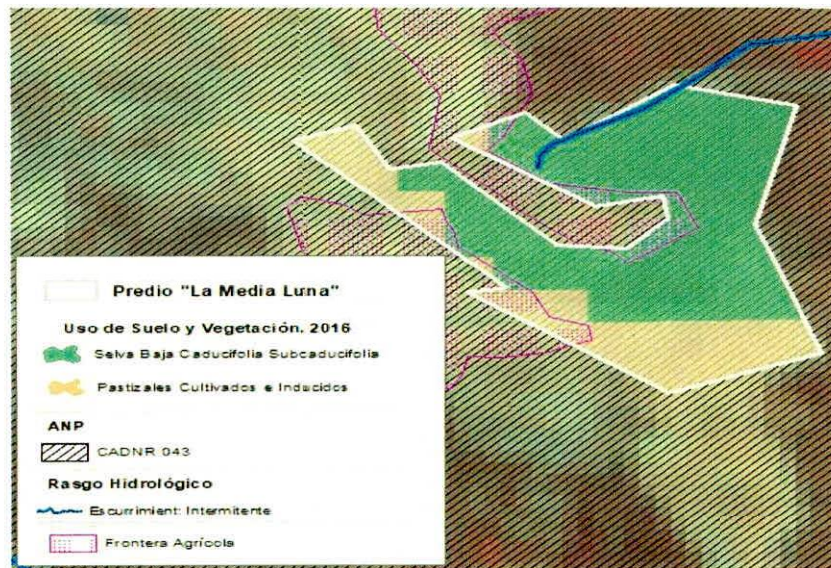 Predio "La Media Luna"
Uso de Suelo y Vegetación. 2016
Selva Baja Caducifolia Subcaducifolia
Pastizales Cultivados e Inducidos
ANP
CADNR 043
Rasgo Hidrológico
Escurrimient: Intermitente
Frontera Agrícola